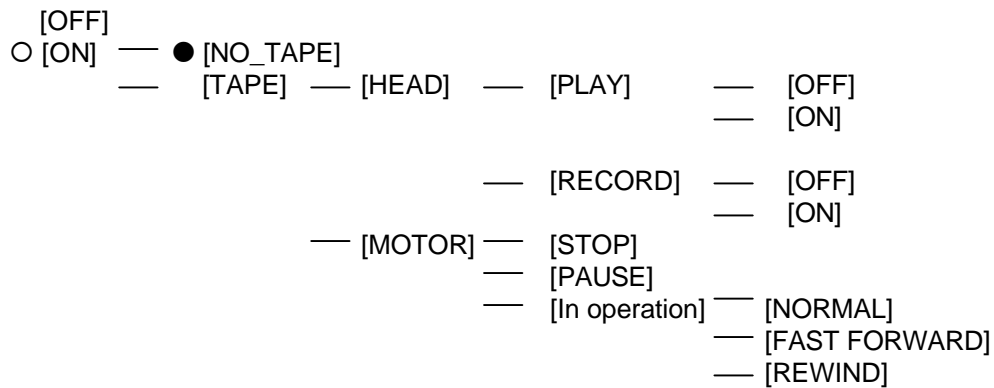 [OFF]
○ [ON] — ● [NO_TAPE]
— [TAPE] — [HEAD] — [PLAY] — [OFF]
— [ON]
— [RECORD] — [OFF]
— [ON]
— [MOTOR] — [STOP]
— [PAUSE]
— [In operation] — [NORMAL]
— [FAST FORWARD]
— [REWIND]